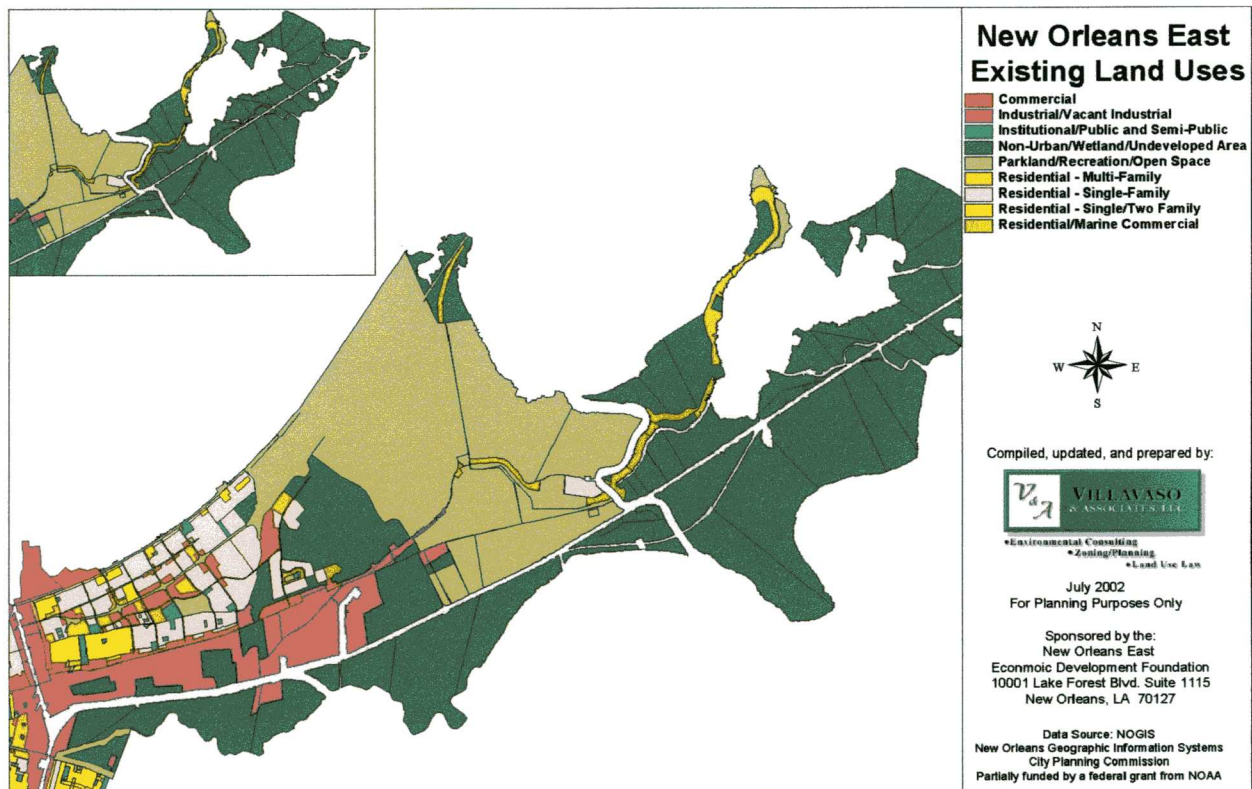 New Orleans East
Existing Land Uses
Commercial
Industrial/Vacant Industrial
Institutional/Public and Semi-Public
Non-Urban/Wetland/Undeveloped Area
Parkland/Recreation/Open Space
Residential - Multi-Family
Residential - Single-Family
Residential - Single/Two Family
Residential/Marine Commercial
N
W E
S
Compiled, updated, and prepared by:
V & A
VILLAVASO
& ASSOCIATES, LLC
•Environmental Consulting
•Zoning/Planning
•Land Use Law
July 2002
For Planning Purposes Only
Sponsored by the:
New Orleans East
Econmoic Development Foundation
10001 Lake Forest Blvd. Suite 1115
New Orleans, LA 70127
Data Source: NOGIS
New Orleans Geographic Information Systems
City Planning Commission
Partially funded by a federal grant from NOAA